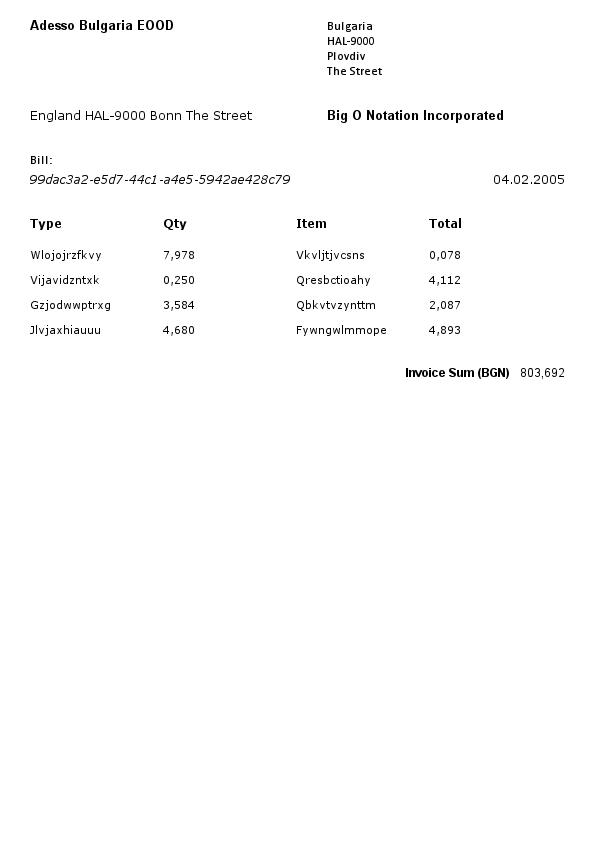 Adesso Bulgaria EOOD
Bulgaria
HAL-9000
Plovdiv
The Street
England HAL-9000 Bonn The Street
Big O Notation Incorporated
Bill:
99dac3a2-e5d7-44c1-a4e5-5942ae428c79 04.02.2005
Type Qty Item Total
Wlojojrzfkvy 7,978 Vkvljtjvcsns 0,078
Vijavidzntxk 0,250 Qresbctioahy 4,112
Gzjodwwptrxg 3,584 Qbkvtvzynttm 2,087
Jlvjaxhiauuu 4,680 Fywngwlmmope 4,893
Invoice Sum (BGN) 803,692